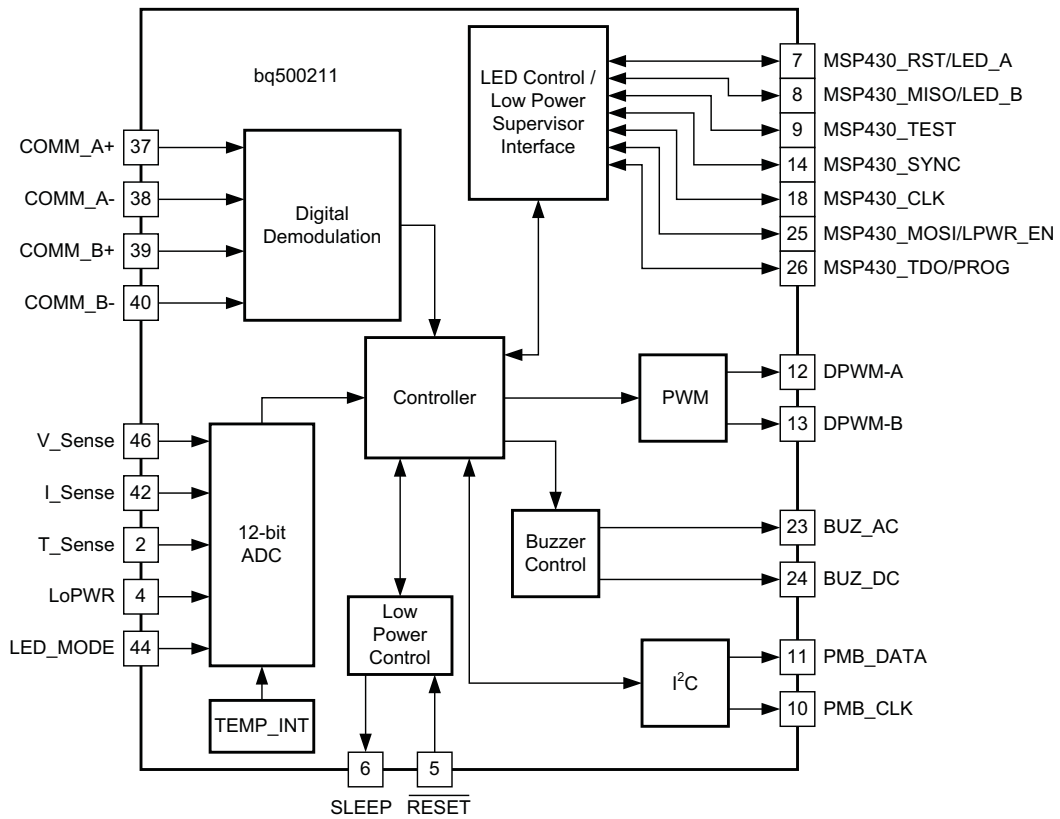 bq500211
COMM_A+ 37
COMM_A- 38
COMM_B+ 39
COMM_B- 40
Digital
Demodulation
LED Control /
Low Power
Supervisor
Interface
7 MSP430_RST/LED_A
8 MSP430_MISO/LED_B
9 MSP430_TEST
14 MSP430_SYNC
18 MSP430_CLK
25 MSP430_MOSI/LPWR_EN
26 MSP430_TDO/PROG
Controller
PWM
12 DPWM-A
13 DPWM-B
V_Sense 46
I_Sense 42
T_Sense 2
LoPWR 4
LED_MODE 44
12-bit
ADC
TEMP_INT
Buzzer
Control
23 BUZ_AC
24 BUZ_DC
Low
Power
Control
I²C
11 PMB_DATA
10 PMB_CLK
6
SLEEP
5
RESET